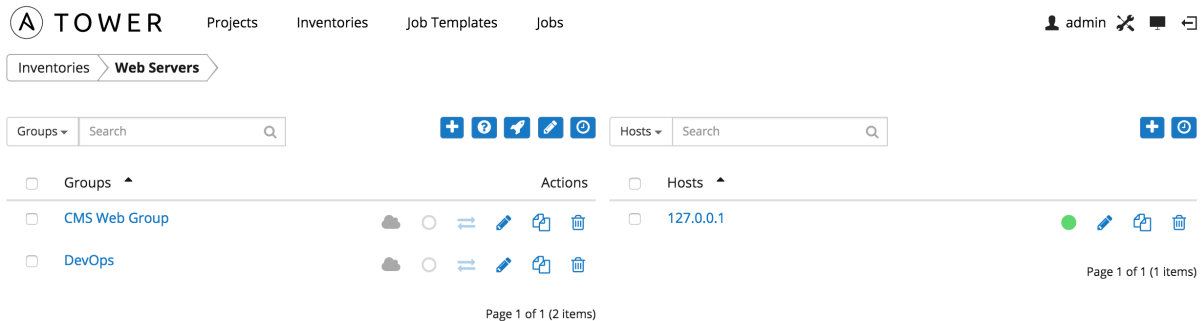 TOWER Projects Inventories Job Templates Jobs admin
Inventories Web Servers
Groups Search Hosts Search
Groups Actions Hosts
CMS Web Group 127.0.0.1
DevOps
Page 1 of 1 (1 items)
Page 1 of 1 (2 items)